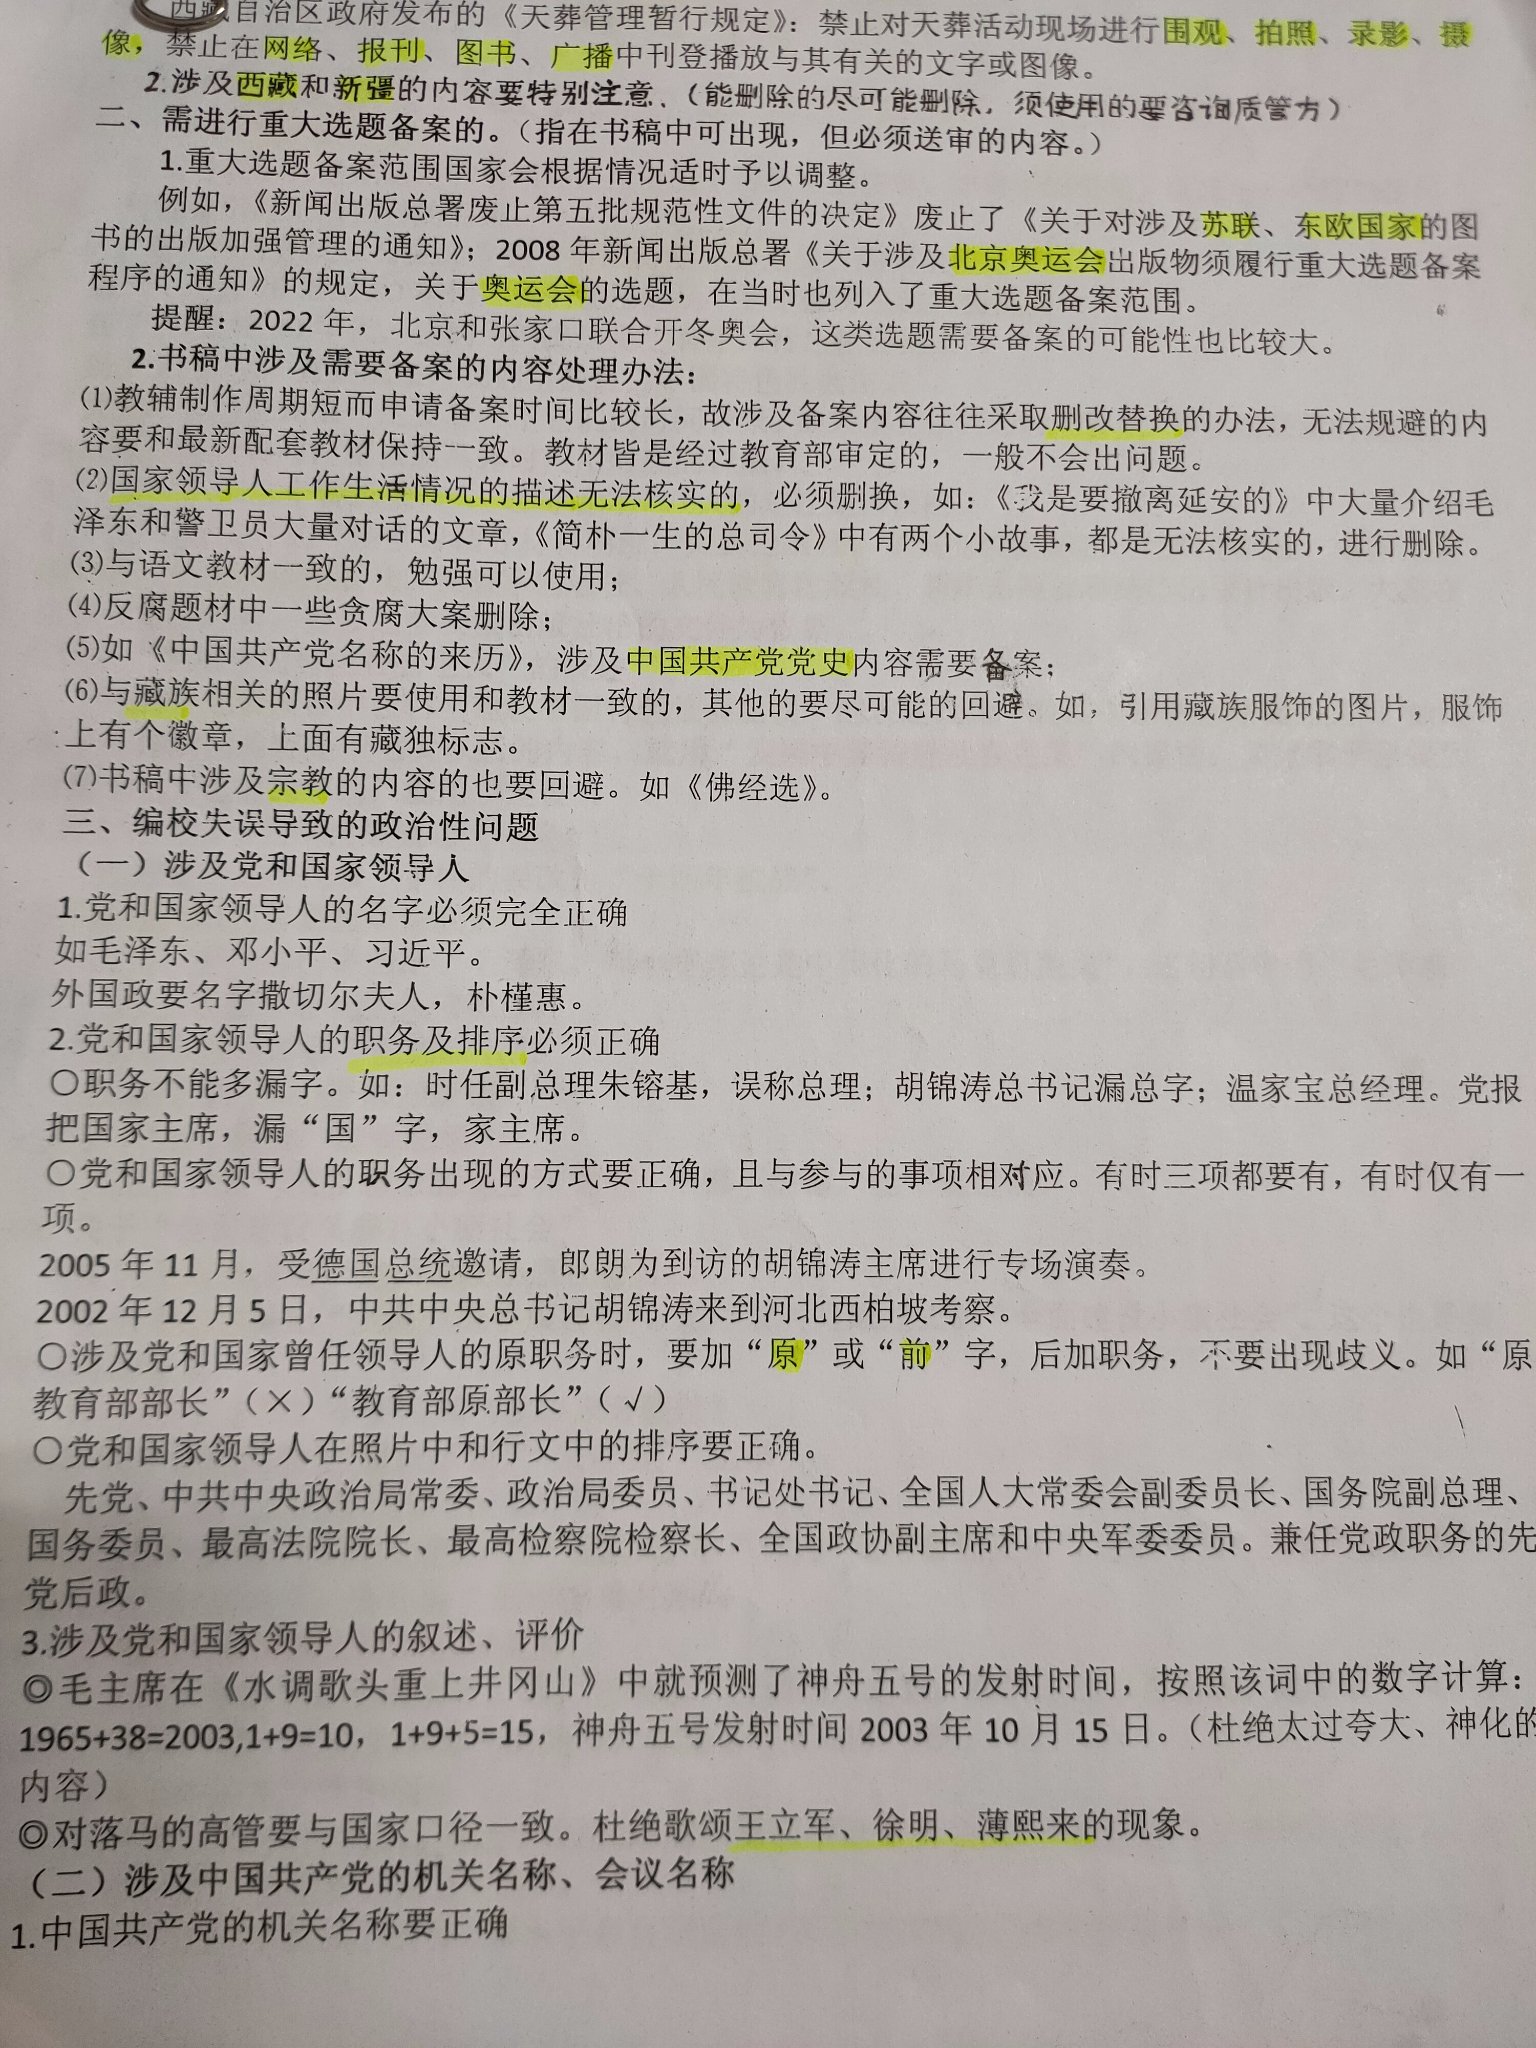 西藏自治区政府发布的《天葬管理暂行规定》：禁止对天葬活动现场进行围观、拍照、录影、摄
像，禁止在网络、报刊、图书、广播中刊登播放与其有关的文字或图像。
2.涉及西藏和新疆的内容要特别注意.（能删除的尽可能删除，须使用的要咨询质管方）
二、需进行重大选题备案的。（指在书稿中可出现，但必须送审的内容。）
1.重大选题备案范围国家会根据情况适时予以调整。
例如，《新闻出版总署废止第五批规范性文件的决定》废止了《关于对涉及苏联、东欧国家的图
书的出版加强管理的通知》；2008 年新闻出版总署《关于涉及北京奥运会出版物须履行重大选题备案
程序的通知》的规定，关于奥运会的选题，在当时也列入了重大选题备案范围。
提醒：2022 年，北京和张家口联合开冬奥会，这类选题需要备案的可能性也比较大。
2.书稿中涉及需要备案的内容处理办法：
⑴教辅制作周期短而申请备案时间比较长，故涉及备案内容往往采取删改替换的办法，无法规避的内
容要和最新配套教材保持一致。教材皆是经过教育部审定的，一般不会出问题。
⑵国家领导人工作生活情况的描述无法核实的，必须删换，如：《我是要撤离延安的》中大量介绍毛
泽东和警卫员大量对话的文章，《简朴一生的总司令》中有两个小故事，都是无法核实的，进行删除。
⑶与语文教材一致的，勉强可以使用；
⑷反腐题材中一些贪腐大案删除；
⑸如《中国共产党名称的来历》，涉及中国共产党党史内容需要备案；
⑹与藏族相关的照片要使用和教材一致的，其他的要尽可能的回避。如，引用藏族服饰的图片，服饰
上有个徽章，上面有藏独标志。
⑺书稿中涉及宗教的内容的也要回避。如《佛经选》。
三、编校失误导致的政治性问题
（一）涉及党和国家领导人
1.党和国家领导人的名字必须完全正确
如毛泽东、邓小平、习近平。
外国政要名字撒切尔夫人，朴槿惠。
2.党和国家领导人的职务及排序必须正确
○职务不能多漏字。如：时任副总理朱镕基，误称总理；胡锦涛总书记漏总字；温家宝总经理。党报
把国家主席，漏“国”字，家主席。
○党和国家领导人的职务出现的方式要正确，且与参与的事项相对应。有时三项都要有，有时仅有一
项。
2005 年 11 月，受德国总统邀请，郎朗为到访的胡锦涛主席进行专场演奏。
2002 年 12 月 5 日，中共中央总书记胡锦涛来到河北西柏坡考察。
○涉及党和国家曾任领导人的原职务时，要加“原”或“前”字，后加职务，不要出现歧义。如“原
教育部部长”（×）“教育部原部长”（√）
○党和国家领导人在照片中和行文中的排序要正确。
先党、中共中央政治局常委、政治局委员、书记处书记、全国人大常委会副委员长、国务院副总理、
国务委员、最高法院院长、最高检察院检察长、全国政协副主席和中央军委委员。兼任党政职务的先
党后政。
3.涉及党和国家领导人的叙述、评价
◎毛主席在《水调歌头重上井冈山》中就预测了神舟五号的发射时间，按照该词中的数字计算：
1965+38=2003,1+9=10，1+9+5=15，神舟五号发射时间 2003 年 10 月 15 日。（杜绝太过夸大、神化的
内容）
◎对落马的高管要与国家口径一致。杜绝歌颂王立军、徐明、薄熙来的现象。
（二）涉及中国共产党的机关名称、会议名称
1.中国共产党的机关名称要正确